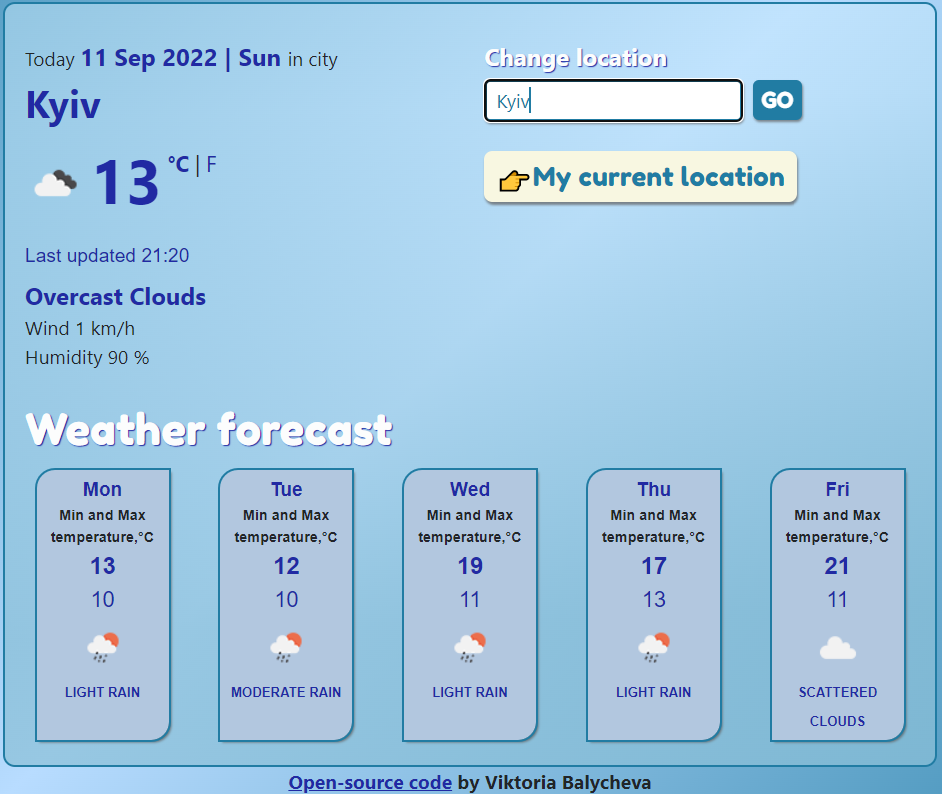 Today 11 Sep 2022 | Sun in city
Kyiv
13 °C | F
Last updated 21:20
Overcast Clouds
Wind 1 km/h
Humidity 90 %
Change location
Kyiv
GO
My current location
Weather forecast
Mon
Min and Max
temperature,°C
13
10
LIGHT RAIN
Tue
Min and Max
temperature,°C
12
10
MODERATE RAIN
Wed
Min and Max
temperature,°C
19
11
LIGHT RAIN
Thu
Min and Max
temperature,°C
17
13
LIGHT RAIN
Fri
Min and Max
temperature,°C
21
11
SCATTERED
CLOUDS
Open-source code by Viktoria Balycheva